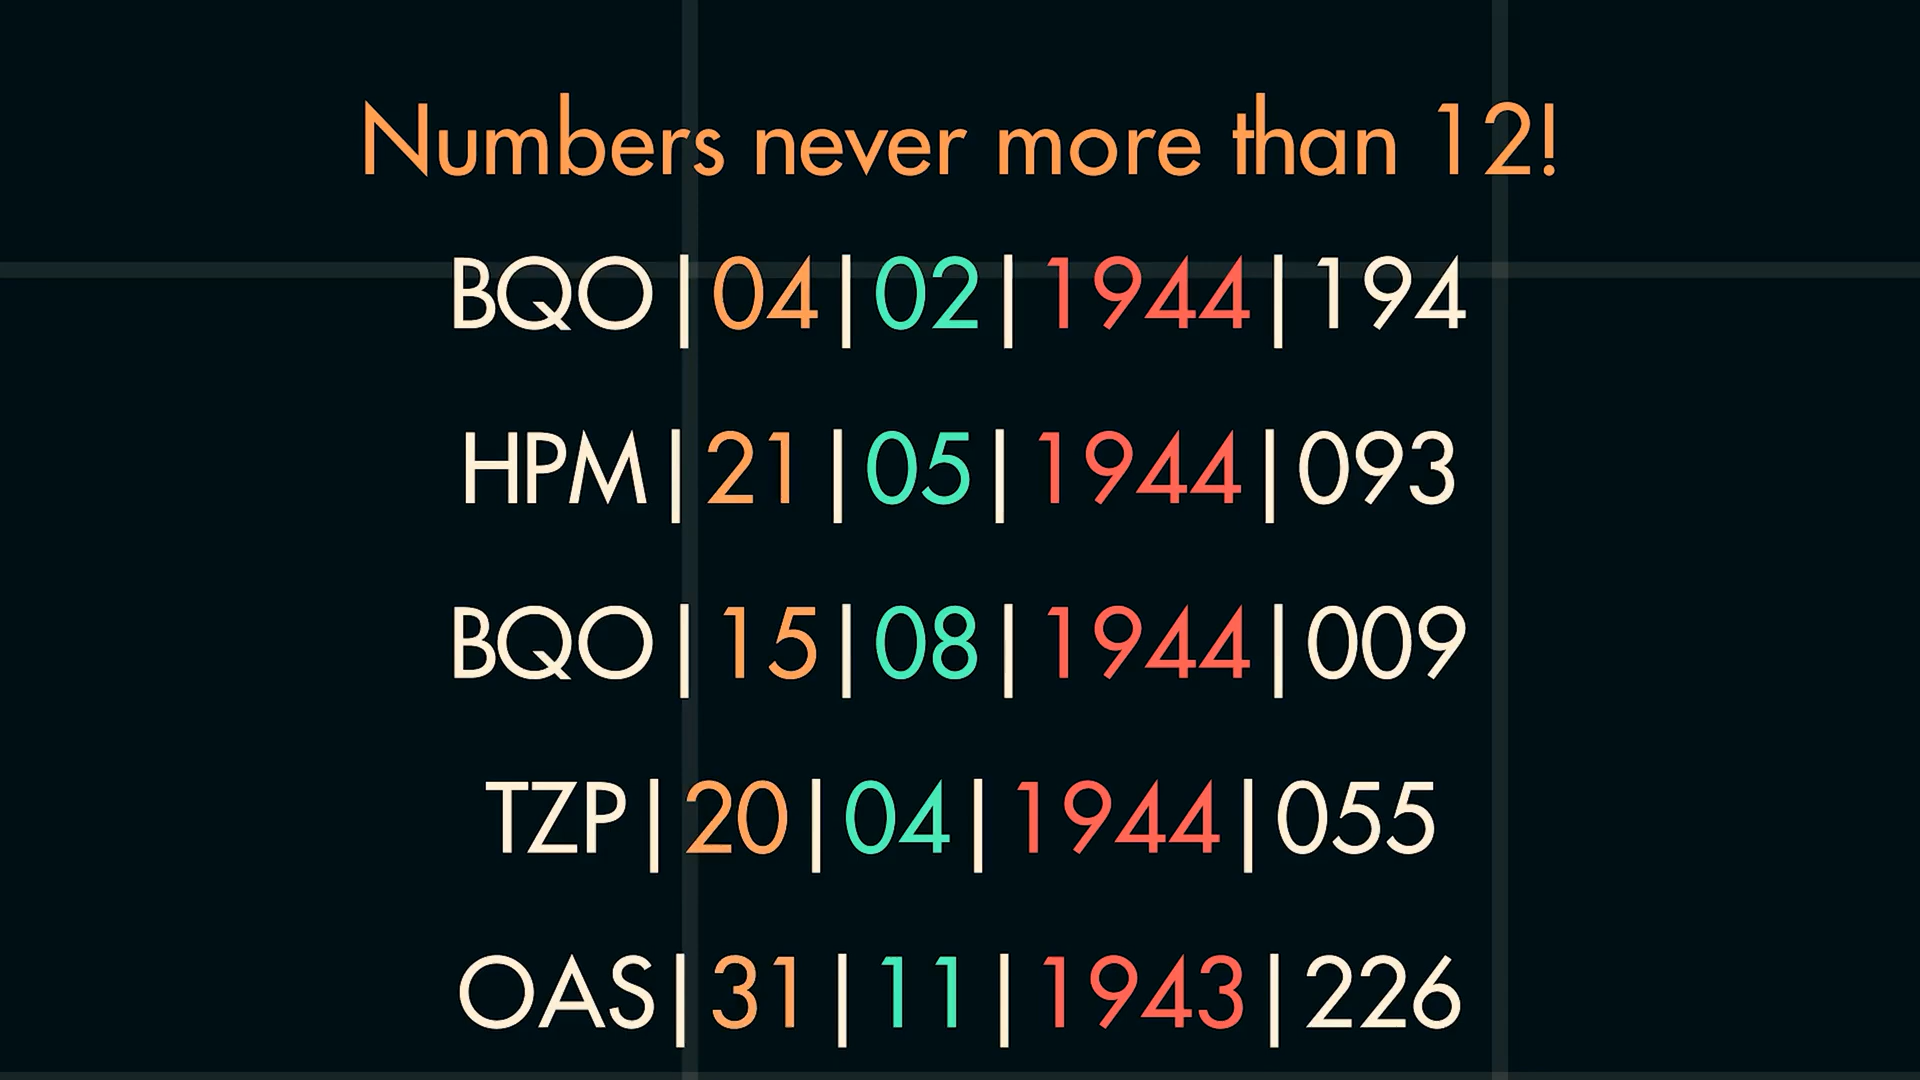 Numbers never more than 12!
BQO|04|02|1944|194
HPM|21|05|1944|093
BQO|15|08|1944|009
TZP|20|04|1944|055
OAS|31|11|1943|226